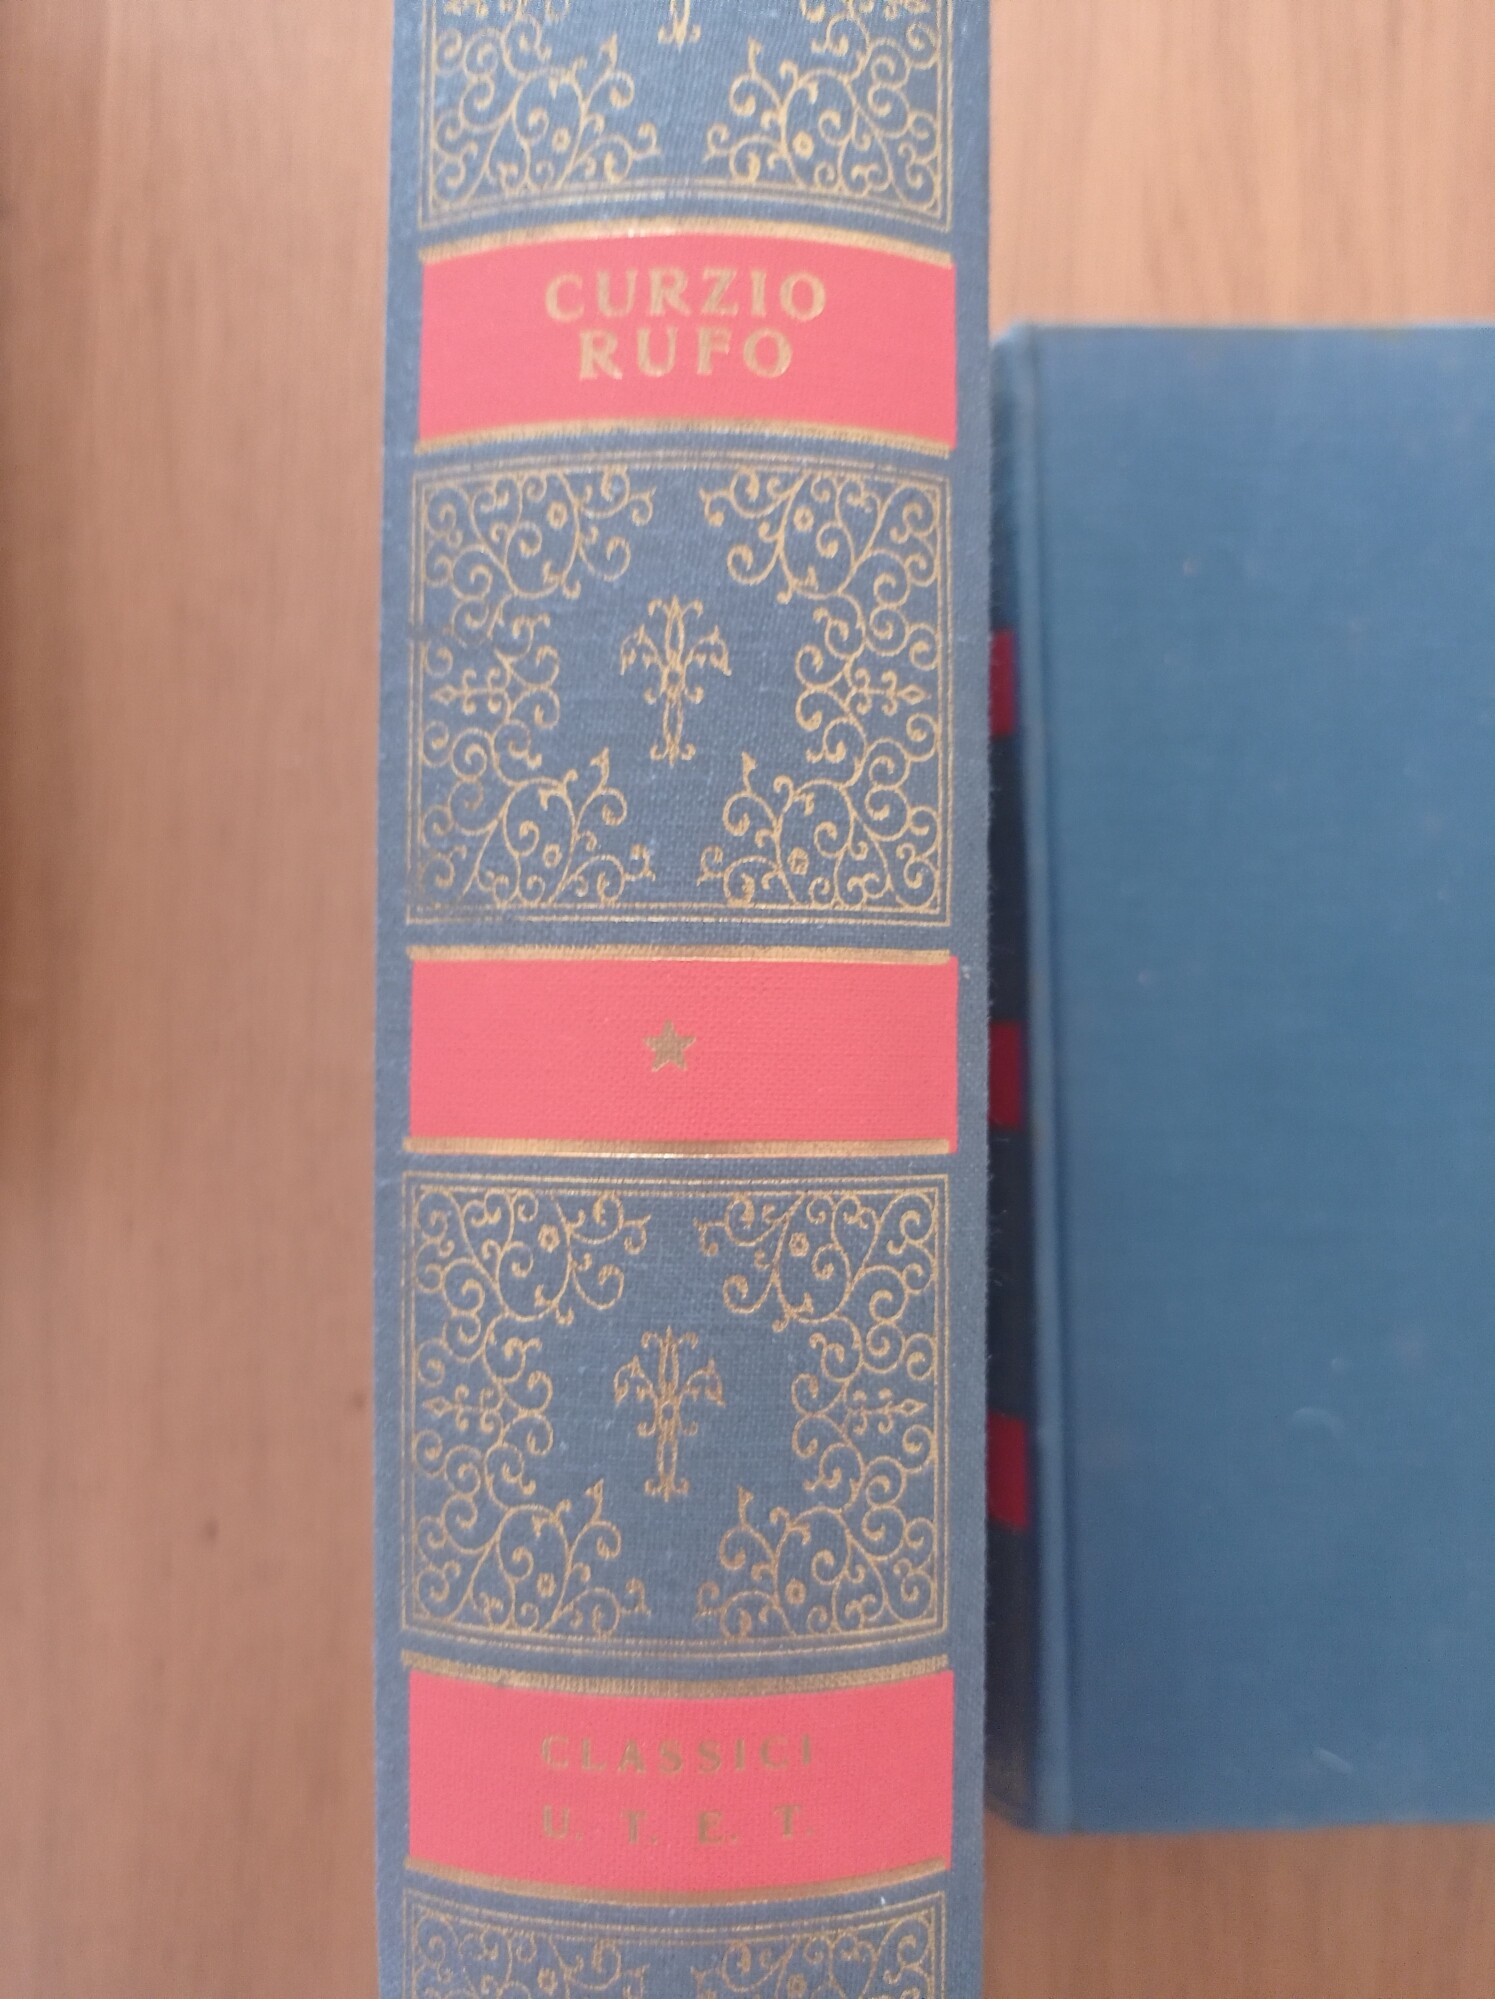 CURZIO
RUFO
CLASSICI
U. T. E. T.